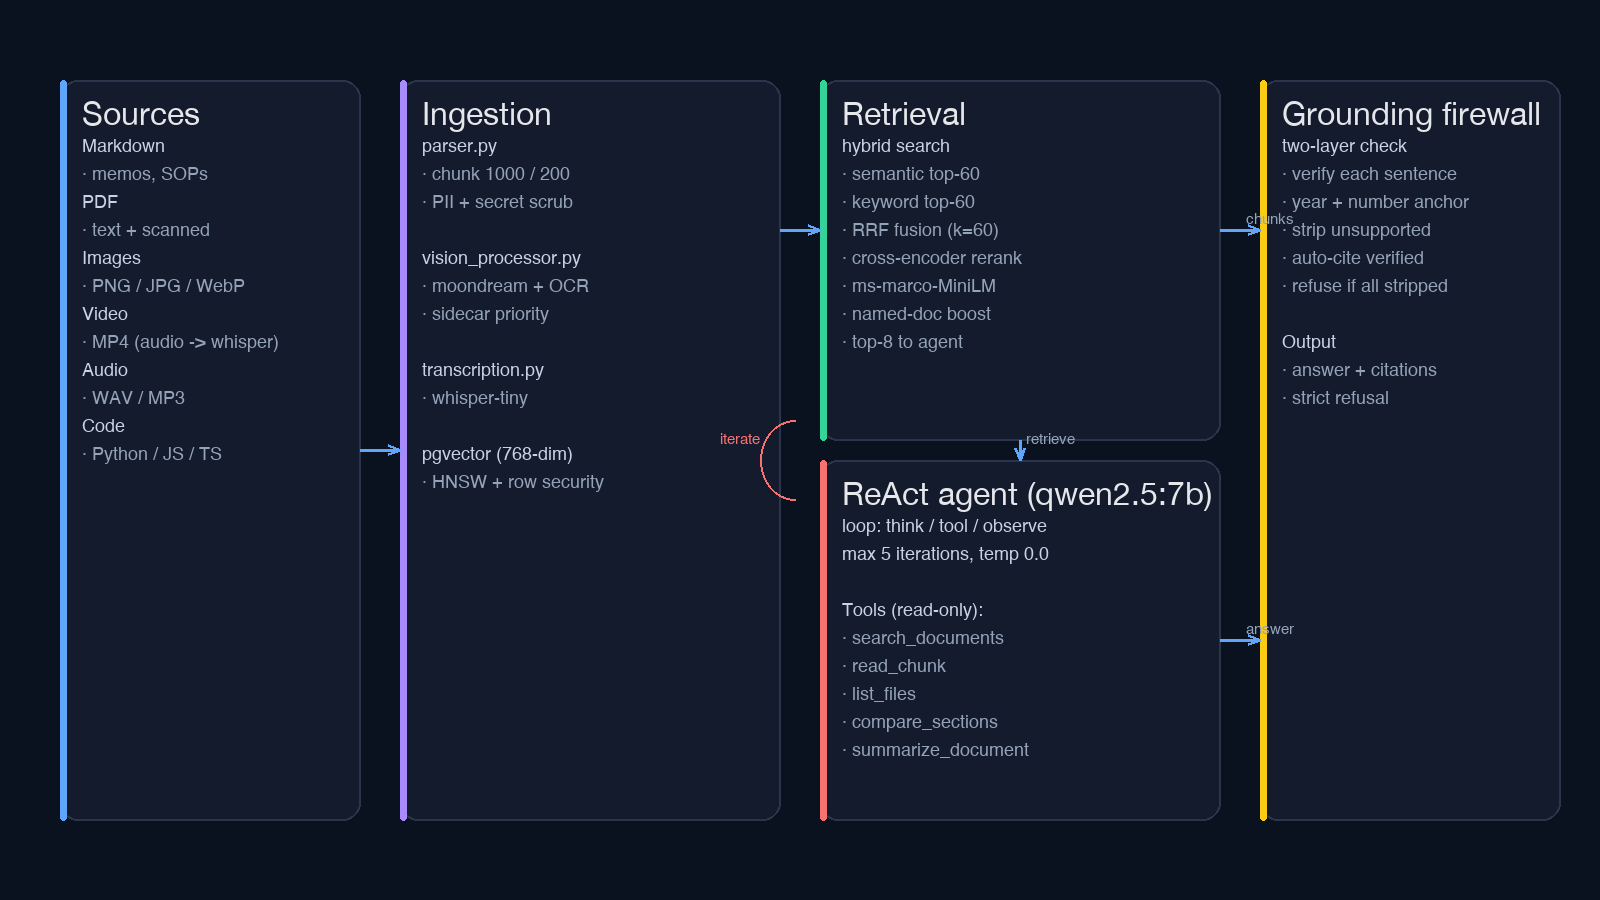 Sources
Markdown
· memos, SOPs
PDF
· text + scanned
Images
· PNG / JPG / WebP
Video
· MP4 (audio -> whisper)
Audio
· WAV / MP3
Code
· Python / JS / TS
Ingestion
parser.py
· chunk 1000 / 200
· PII + secret scrub
vision_processor.py
· moondream + OCR
· sidecar priority
transcription.py
· whisper-tiny
pgvector (768-dim)
· HNSW + row security
iterate
Retrieval
hybrid search
· semantic top-60
· keyword top-60
· RRF fusion (k=60)
· cross-encoder rerank
· ms-marco-MiniLM
· named-doc boost
· top-8 to agent
retrieve
ReAct agent (qwen2.5:7b)
loop: think / tool / observe
max 5 iterations, temp 0.0
Tools (read-only):
· search_documents
· read_chunk
· list_files
· compare_sections
· summarize_document
Grounding firewall
two-layer check
· verify each sentence
· year + number anchor
chunks
· strip unsupported
· auto-cite verified
· refuse if all stripped
Output
· answer + citations
· strict refusal
answer